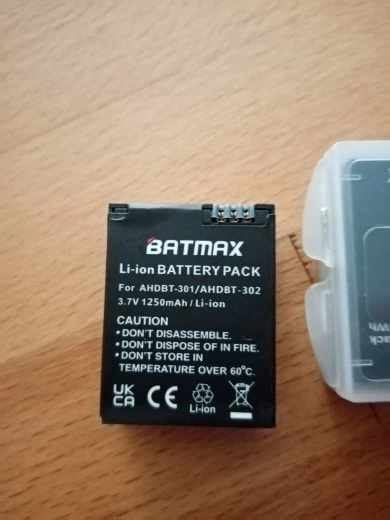 BATMAX
Li-ion BATTERY PACK
For AHDBT-301/AHDBT-302
3.7V 1250mAh / Li-ion
CAUTION
• DON'T DISASSEMBLE.
• DON'T DISPOSE OF IN FIRE.
• DON'T STORE IN
TEMPERATURE OVER 60°C.
UK
CA CE Li-ion
Wh